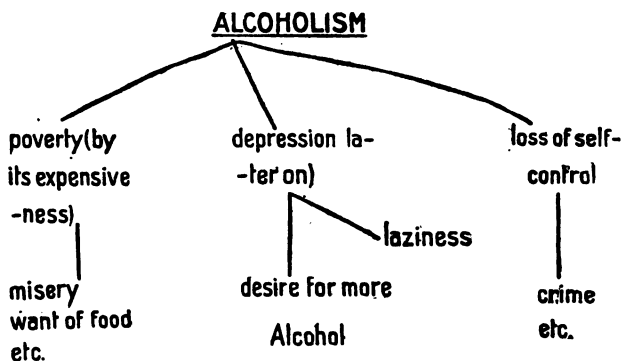 ALCOHOLISM
poverty(by
its expensive
-ness)
misery
want of food
etc.
depression la-
-ter on)
laziness
desire for more
Alcohol
loss of self-
control
crime
etc.